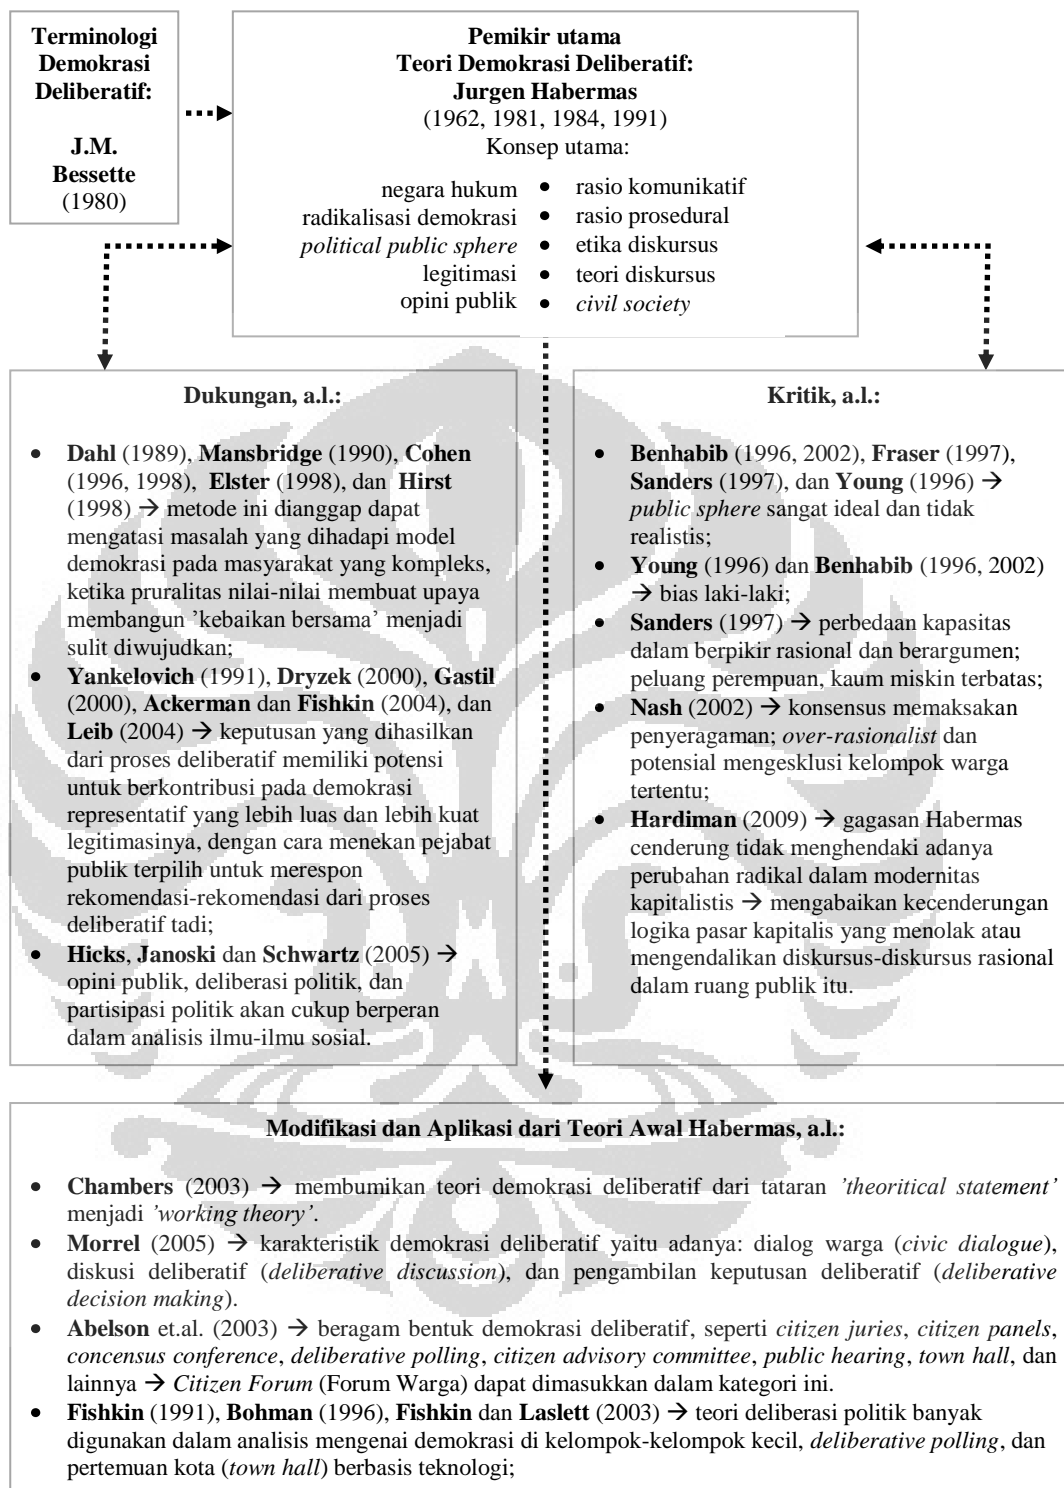 Terminologi
Demokrasi
Deliberatif:
J.M.
Bessette
(1980)
Pemikir utama
Teori Demokrasi Deliberatif:
Jurgen Habermas
(1962, 1981, 1984, 1991)
Konsep utama:
negara hukum • rasio komunikatif
radikalisasi demokrasi • rasio prosedural
political public sphere • etika diskursus
legitimasi • teori diskursus
opini publik • civil society
Dukungan, a.l.:
• Dahl (1989), Mansbridge (1990), Cohen
(1996, 1998), Elster (1998), dan Hirst
(1998) → metode ini dianggap dapat
mengatasi masalah yang dihadapi model
demokrasi pada masyarakat yang kompleks,
ketika pruralitas nilai-nilai membuat upaya
membangun 'kebaikan bersama' menjadi
sulit diwujudkan;
• Yankelovich (1991), Dryzek (2000), Gastil
(2000), Ackerman dan Fishkin (2004), dan
Leib (2004) → keputusan yang dihasilkan
dari proses deliberatif memiliki potensi
untuk berkontribusi pada demokrasi
representatif yang lebih luas dan lebih kuat
legitimasinya, dengan cara menekan pejabat
publik terpilih untuk merespon
rekomendasi-rekomendasi dari proses
deliberatif tadi;
• Hicks, Janoski dan Schwartz (2005) →
opini publik, deliberasi politik, dan
partisipasi politik akan cukup berperan
dalam analisis ilmu-ilmu sosial.
Kritik, a.l.:
• Benhabib (1996, 2002), Fraser (1997),
Sanders (1997), dan Young (1996) →
public sphere sangat ideal dan tidak
realistis;
• Young (1996) dan Benhabib (1996, 2002)
→ bias laki-laki;
• Sanders (1997) → perbedaan kapasitas
dalam berpikir rasional dan berargumen;
peluang perempuan, kaum miskin terbatas;
• Nash (2002) → konsensus memaksakan
penyeragaman; over-rasionalist dan
potensial mengesklusi kelompok warga
tertentu;
• Hardiman (2009) → gagasan Habermas
cenderung tidak menghendaki adanya
perubahan radikal dalam modernitas
kapitalistis → mengabaikan kecenderungan
logika pasar kapitalis yang menolak atau
mengendalikan diskursus-diskursus rasional
dalam ruang publik itu.
Modifikasi dan Aplikasi dari Teori Awal Habermas, a.l.:
• Chambers (2003) → membumikan teori demokrasi deliberatif dari tataran 'theoritical statement'
menjadi 'working theory'.
• Morrel (2005) → karakteristik demokrasi deliberatif yaitu adanya: dialog warga (civic dialogue),
diskusi deliberatif (deliberative discussion), dan pengambilan keputusan deliberatif (deliberative
decision making).
• Abelson et.al. (2003) → beragam bentuk demokrasi deliberatif, seperti citizen juries, citizen panels,
concensus conference, deliberative polling, citizen advisory committee, public hearing, town hall, dan
lainnya → Citizen Forum (Forum Warga) dapat dimasukkan dalam kategori ini.
• Fishkin (1991), Bohman (1996), Fishkin dan Laslett (2003) → teori deliberasi politik banyak
digunakan dalam analisis mengenai demokrasi di kelompok-kelompok kecil, deliberative polling, dan
pertemuan kota (town hall) berbasis teknologi;